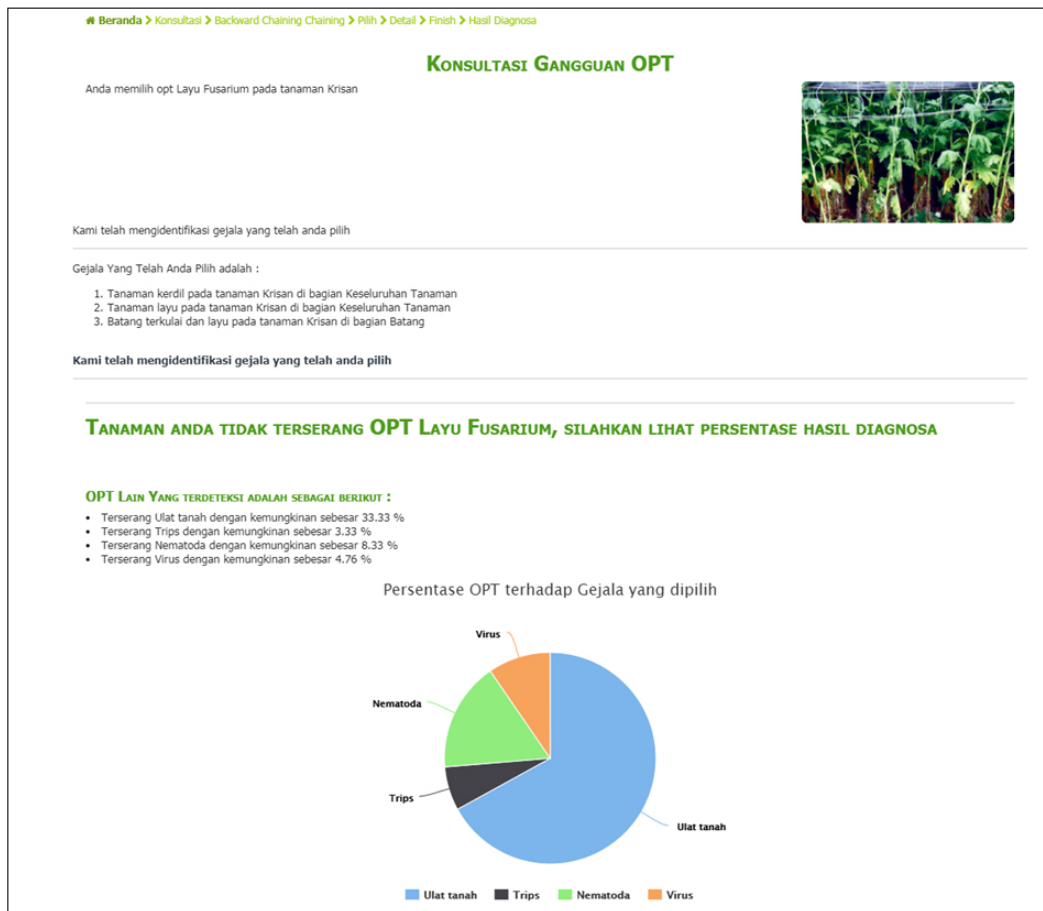 Beranda > Konsultasi > Backward Chaining Chaining > Pilih > Detail > Finish > Hasil Diagnosa
Konsultasi Gangguan OPT
Anda memilih opt Layu Fusarium pada tanaman Krisan
Kami telah mengidentifikasi gejala yang telah anda pilih
Gejala Yang Telah Anda Pilih adalah :
1. Tanaman kerdil pada tanaman Krisan di bagian Keseluruhan Tanaman
2. Tanaman layu pada tanaman Krisan di bagian Keseluruhan Tanaman
3. Batang terkulai dan layu pada tanaman Krisan di bagian Batang
Kami telah mengidentifikasi gejala yang telah anda pilih
Tanaman anda tidak terserang OPT Layu Fusarium, silahkan lihat persentase hasil diagnosa
OPT Lain Yang terdeteksi adalah sebagai berikut :
• Terserang Ulat tanah dengan kemungkinan sebesar 33.33 %
• Terserang Trips dengan kemungkinan sebesar 3.33 %
• Terserang Nematoda dengan kemungkinan sebesar 8.33 %
• Terserang Virus dengan kemungkinan sebesar 4.76 %
Persentase OPT terhadap Gejala yang dipilih
Virus
Nematoda
Trips
Ulat tanah
Ulat tanah Trips Nematoda Virus